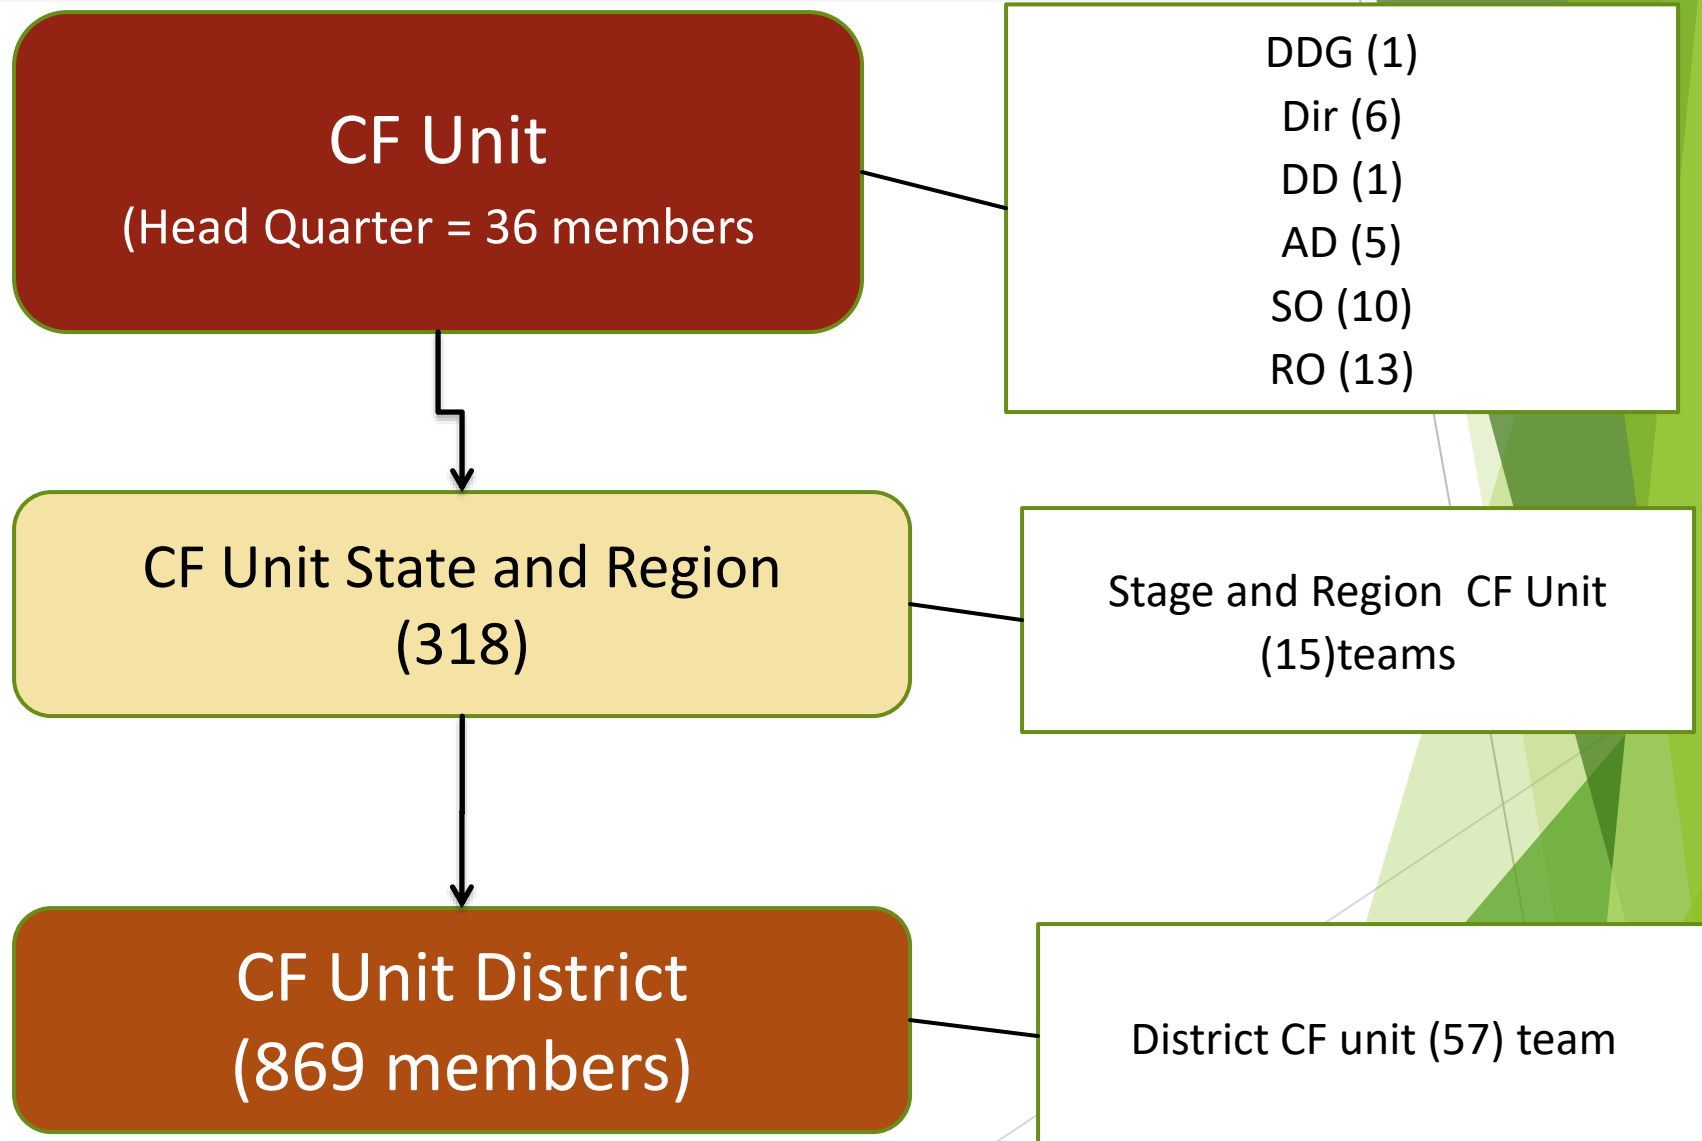 CF Unit
(Head Quarter = 36 members
DDG (1)
Dir (6)
DD (1)
AD (5)
SO (10)
RO (13)
CF Unit State and Region
(318)
Stage and Region  CF Unit
(15)teams
CF Unit District
(869 members)
District CF unit (57) team